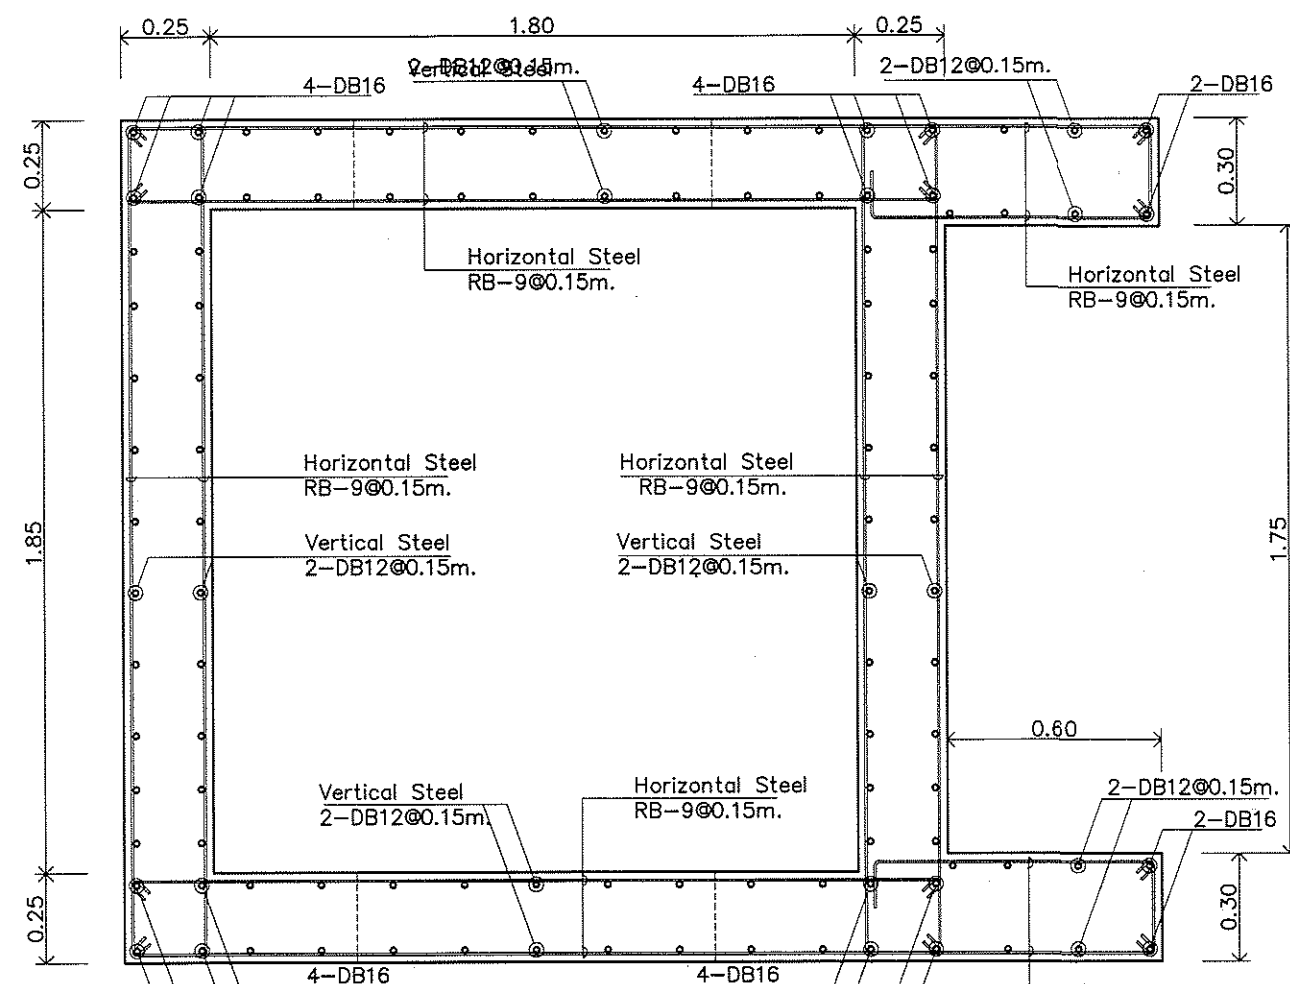 0.25
1.80
0.25
4-DB16
Vertical Steel
2-DB12@0.15m.
4-DB16
2-DB12@0.15m.
2-DB16
0.25
0.30
Horizontal Steel
RB-9@0.15m.
Horizontal Steel
RB-9@0.15m.
Horizontal Steel
RB-9@0.15m.
Horizontal Steel
RB-9@0.15m.
1.85
1.75
Vertical Steel
2-DB12@0.15m.
Vertical Steel
2-DB12@0.15m.
0.60
Vertical Steel
2-DB12@0.15m.
Horizontal Steel
RB-9@0.15m.
2-DB12@0.15m.
2-DB16
0.25
0.30
4-DB16
4-DB16